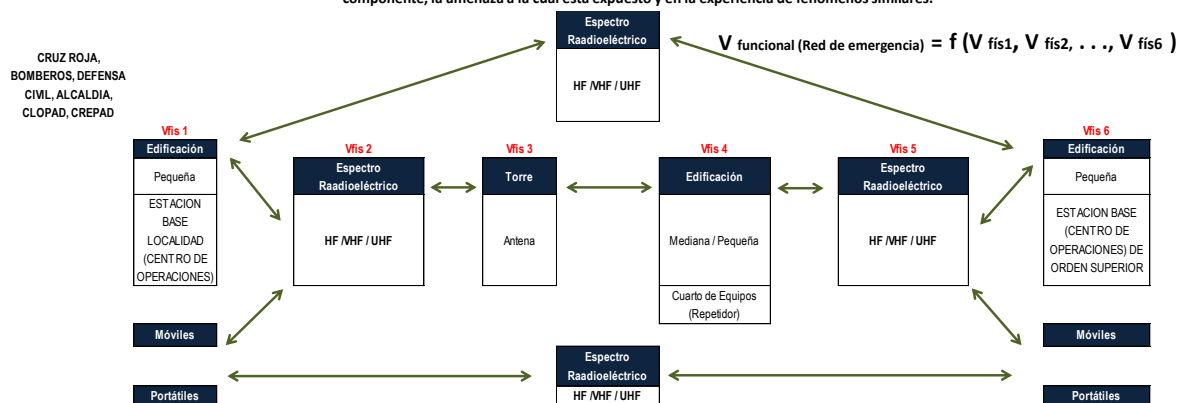 componente, la amenaza a la cual está expuesto y en la experiencia de fenómenos similares.
Espectro
Raadioeléctrico
HF /VHF / UHF
V funcional (Red de emergencia) = f (V fís1, V fís2, . . ., V fís6 )
CRUZ ROJA,
BOMBEROS, DEFENSA
CIVIL, ALCALDIA,
CLOPAD, CREPAD
Vfis 1
Edificación
Pequeña
ESTACION
BASE
LOCALIDAD
(CENTRO DE
OPERACIONES)
Vfis 2
Espectro
Raadioeléctrico
HF /VHF / UHF
Vfis 3
Torre
Antena
Vfis 4
Edificación
Mediana / Pequeña
Cuarto de Equipos
(Repetidor)
Vfis 5
Espectro
Raadioeléctrico
HF /VHF / UHF
Vfis 6
Edificación
Pequeña
ESTACION BASE
(CENTRO DE
OPERACIONES) DE
ORDEN SUPERIOR
Móviles
Móviles
Espectro
Raadioeléctrico
HF /VHF / UHF
Portátiles
Portátiles